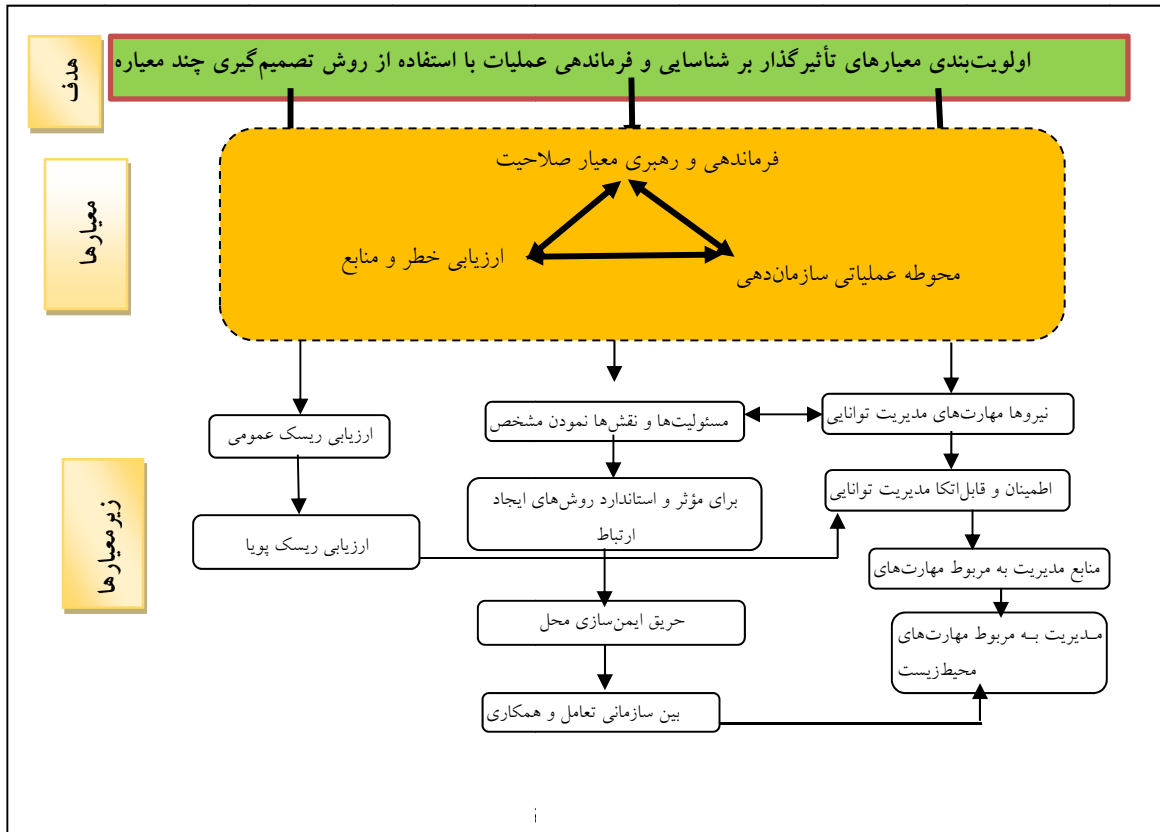 هدف
اولویت‌بندی معیارهای تأثیرگذار بر شناسایی و فرماندهی عملیات با استفاده از روش تصمیم‌گیری چند معیاره
معیارها
فرماندهی و رهبری معیار صلاحیت
ارزیابی خطر و منابع
محوطه عملیاتی سازمان‌دهی
زیرمعیارها
نیروها مهارت‌های مدیریت توانایی
اطمینان و قابل‌اتکا مدیریت توانایی
منابع مدیریت به مربوط مهارت‌های
مـدیریت بـه مربوط مهارت‌های
محیط‌زیست
مسئولیت‌ها و نقش‌ها نمودن مشخص
برای مؤثر و استاندارد روش‌های ایجاد
ارتباط
حریق ایمن‌سازی محل
بین سازمانی تعامل و همکاری
ارزیابی ریسک عمومی
ارزیابی ریسک پویا